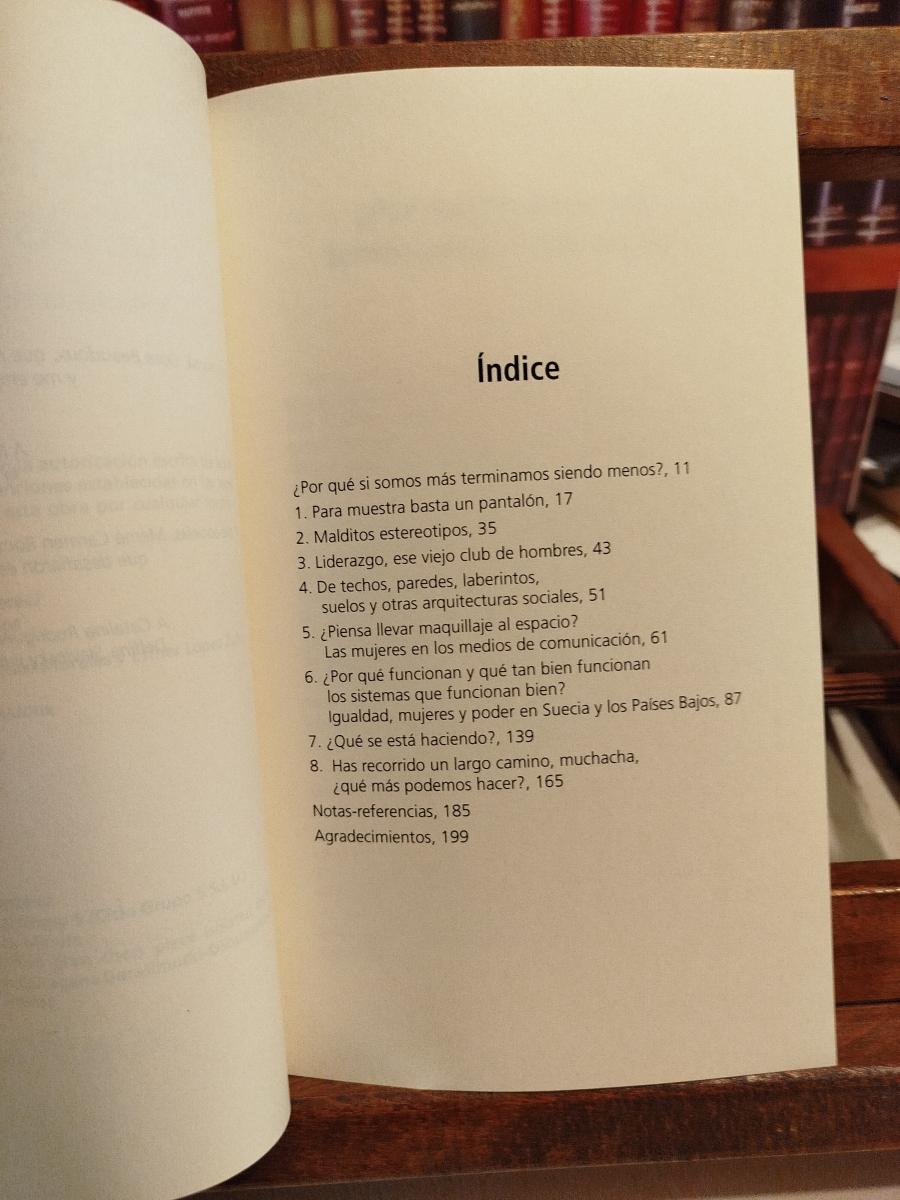 Índice
¿Por qué si somos más terminamos siendo menos?, 11
1. Para muestra basta un pantalón, 17
2. Malditos estereotipos, 35
3. Liderazgo, ese viejo club de hombres, 43
4. De techos, paredes, laberintos,
suelos y otras arquitecturas sociales, 51
5. ¿Piensa llevar maquillaje al espacio?
Las mujeres en los medios de comunicación, 61
6. ¿Por qué funcionan y qué tan bien funcionan
los sistemas que funcionan bien?
Igualdad, mujeres y poder en Suecia y los Países Bajos, 87
7. ¿Qué se está haciendo?, 139
8. Has recorrido un largo camino, muchacha,
¿qué más podemos hacer?, 165
Notas-referencias, 185
Agradecimientos, 199